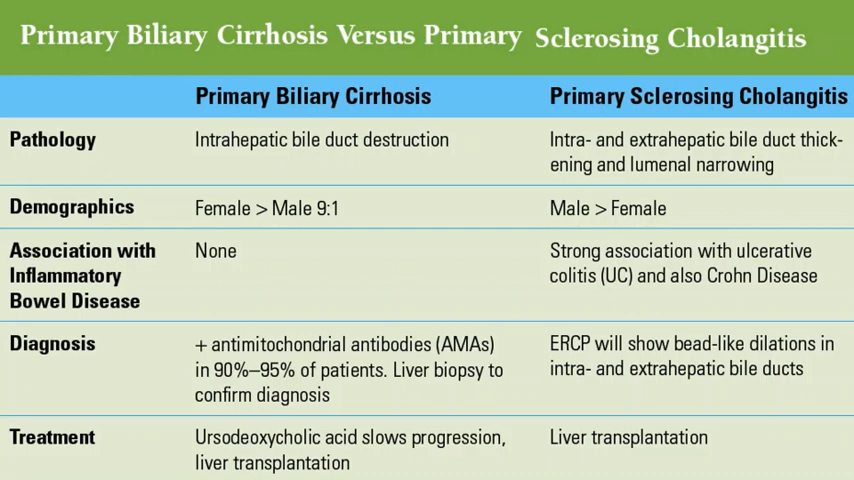 Primary Biliary Cirrhosis Versus Primary Sclerosing Cholangitis
Primary Biliary Cirrhosis
Primary Sclerosing Cholangitis
Pathology
Intrahepatic bile duct destruction
Intra- and extrahepatic bile duct thick-
ening and lumenal narrowing
Demographics
Female > Male 9:1
Male > Female
Association with
Inflammatory
Bowel Disease
None
Strong association with ulcerative
colitis (UC) and also Crohn Disease
Diagnosis
+ antimitochondrial antibodies (AMAs)
in 90%–95% of patients. Liver biopsy to
confirm diagnosis
ERCP will show bead-like dilations in
intra- and extrahepatic bile ducts
Treatment
Ursodeoxycholic acid slows progression,
liver transplantation
Liver transplantation